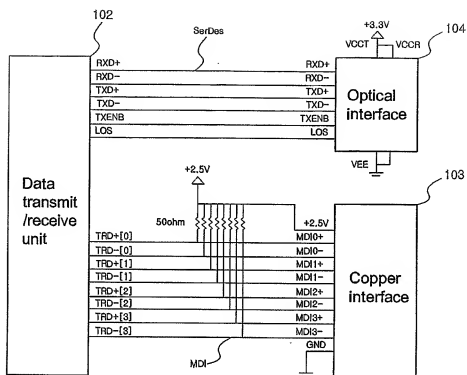 102
SerDes
+3.3V
104
VCCT
VCCR
RXD+
RXD+
RXD-
RXD-
TXD+
TXD+
TXD-
TXD-
TXENB
TXENB
LOS
LOS
Optical
interface
VEE
+2.5V
103
Data
transmit
/receive
unit
50ohm
+2.5V
TRD+[0]
MDI0+
TRD-[0]
MDI0-
TRD+[1]
MDI1+
TRD-[1]
MDI1-
TRD+[2]
MDI2+
TRD-[2]
MDI2-
TRD+[3]
MDI3+
TRD-[3]
MDI3-
GND
Copper
interface
MDI